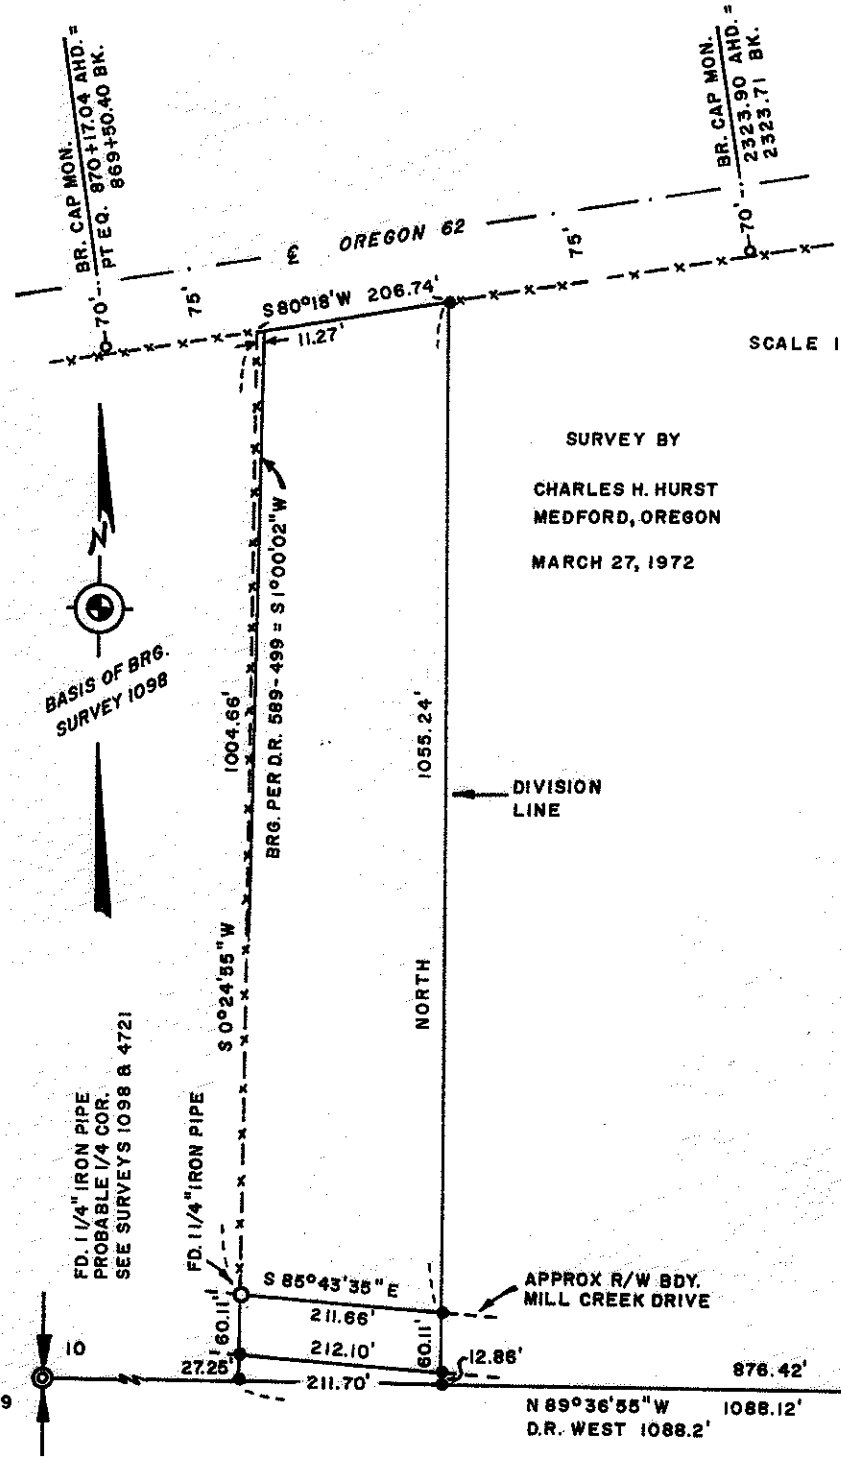 BR. CAP MON.
PT EQ. 870+17.04 AHD. =
869+50.40 BK.
BR. CAP MON.
2323.90 AHD. =
2323.71 BK.
70'
75'
℄ OREGON 62
75'
70'
S 80°18'W 206.74'
11.27'
SCALE 1
SURVEY BY
CHARLES H. HURST
MEDFORD, OREGON
MARCH 27, 1972
N
BASIS OF BRG.
SURVEY 1098
1004.66'
BRG. PER D.R. 589-499 = S 1°00'02" W
1055.24'
DIVISION
LINE
S 0°24'55" W
NORTH
FD. 1 1/4" IRON PIPE
PROBABLE 1/4 COR.
SEE SURVEYS 1098 & 4721
FD. 1 1/4" IRON PIPE
S 85°43'35" E
211.66'
APPROX R/W BDY.
MILL CREEK DRIVE
60.11'
212.10'
60.11'
12.86'
10
27.25'
211.70'
876.42'
9
N 89°36'55" W 1088.12'
D.R. WEST 1088.2'